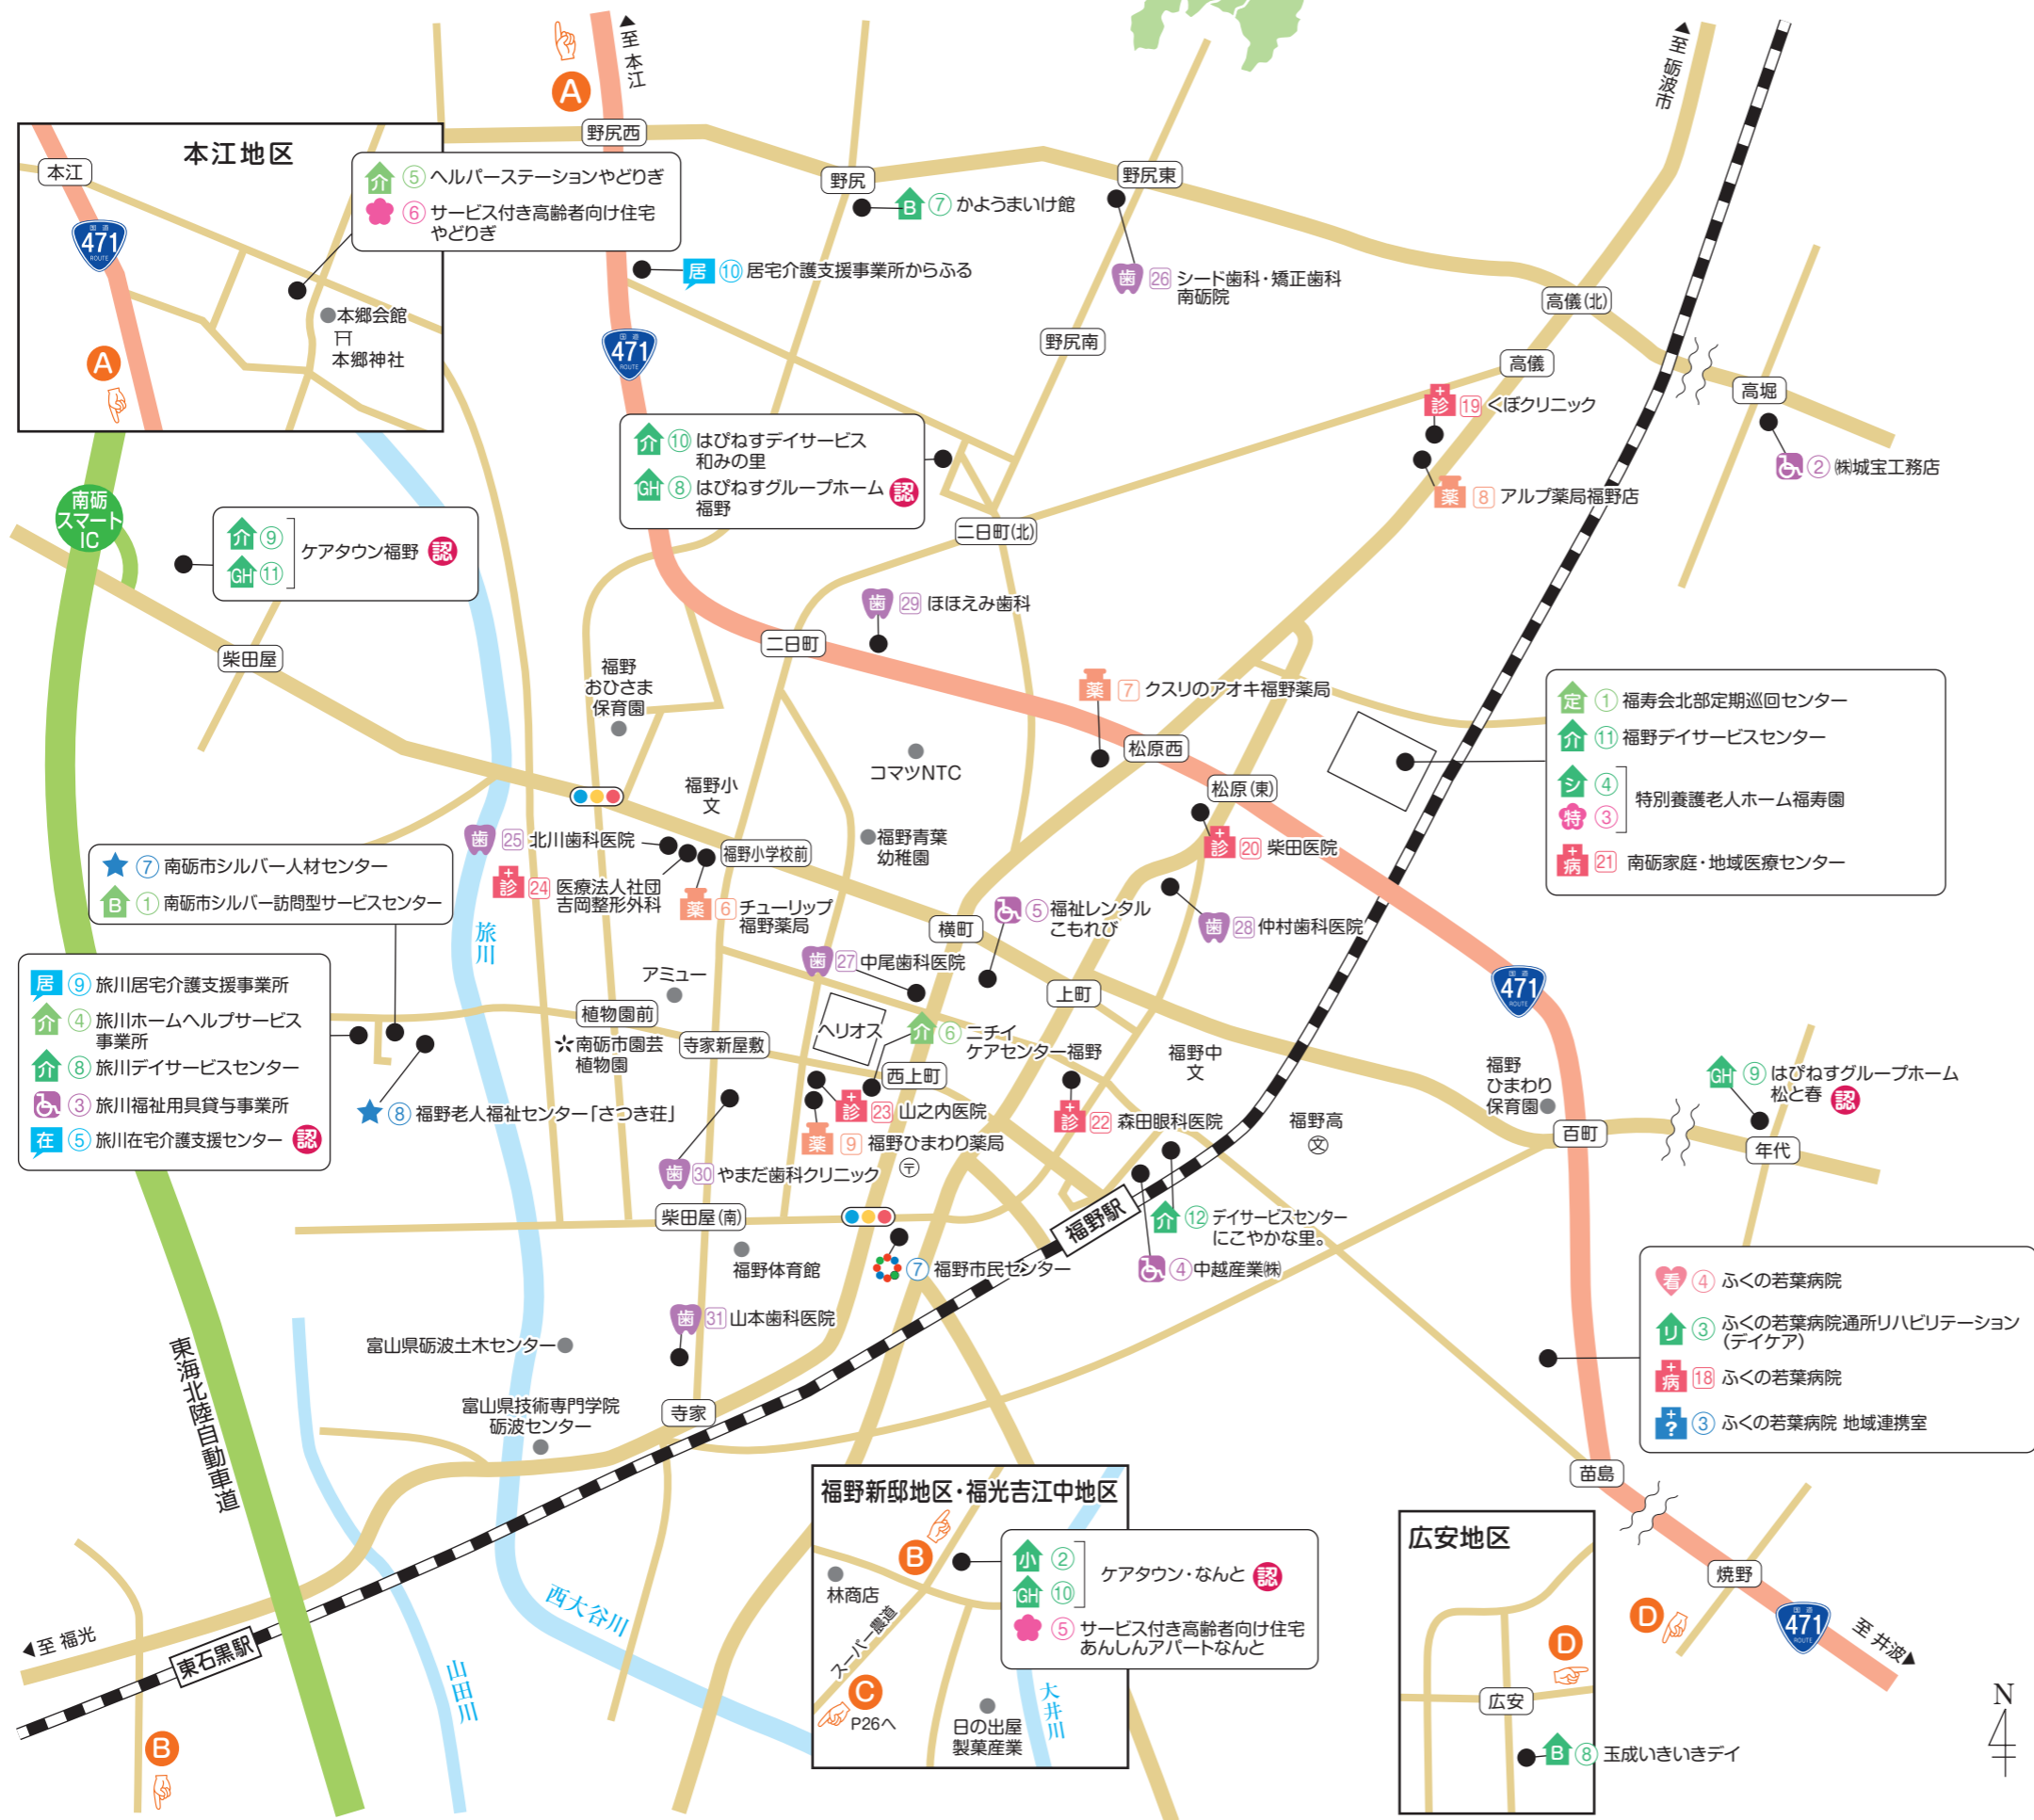 至 本江
A
至 砺波市
野尻西
本江地区
本江
国道
471
ROUTE
介 ⑤ ヘルパーステーションやどりぎ
⑥ サービス付き高齢者向け住宅
やどりぎ
本郷会館
本郷神社
A
野尻
B ⑦ かようまいけ館
野尻東
居 ⑩ 居宅介護支援事業所からふる
歯 26 シード歯科・矯正歯科
南砺院
高儀(北)
国道
471
ROUTE
野尻南
高儀
高堀
診 19 くぼクリニック
② ㈱城宝工務店
薬 8 アルプ薬局福野店
介 ⑩ はぴねすデイサービス
和みの里
GH ⑧ はぴねすグループホーム
福野
認
南砺
スマート
IC
介 ⑨
GH ⑪
ケアタウン福野 認
二日町(北)
歯 29 ほほえみ歯科
二日町
柴田屋
福野
おひさま
保育園
薬 7 クスリのアオキ福野薬局
松原西
コマツNTC
定 ① 福寿会北部定期巡回センター
介 ⑪ 福野デイサービスセンター
シ ④
特 ③
特別養護老人ホーム福寿園
病 21 南砺家庭・地域医療センター
福野小
文
松原(東)
歯 25 北川歯科医院
福野小学校前
福野青葉
幼稚園
診 20 柴田医院
診 24 医療法人社団
吉岡整形外科
薬 6 チューリップ
福野薬局
⑦ 南砺市シルバー人材センター
B ① 南砺市シルバー訪問型サービスセンター
旅川
横町
⑤ 福祉レンタル
こもれび
歯 28 仲村歯科医院
歯 27 中尾歯科医院
アミュー
上町
国道
471
ROUTE
居 ⑨ 旅川居宅介護支援事業所
介 ④ 旅川ホームヘルプサービス
事業所
介 ⑧ 旅川デイサービスセンター
③ 旅川福祉用具貸与事業所
在 ⑤ 旅川在宅介護支援センター 認
植物園前
南砺市園芸
植物園
寺家新屋敷
ヘリオス
介 ⑥ ニチイ
ケアセンター福野
西上町
福野中
文
福野
ひまわり
保育園
GH ⑨ はぴねすグループホーム
松と春 認
⑧ 福野老人福祉センター「さつき荘」
診 23 山之内医院
診 22 森田眼科医院
福野高
文
百町
年代
薬 9 福野ひまわり薬局
〒
歯 30 やまだ歯科クリニック
柴田屋(南)
福野駅
介 ⑫ デイサービスセンター
にこやかな里。
福野体育館
⑦ 福野市民センター
④ 中越産業㈱
歯 31 山本歯科医院
富山県砺波土木センター
看 ④ ふくの若葉病院
リ ③ ふくの若葉病院通所リハビリテーション
(デイケア)
病 18 ふくの若葉病院
? ③ ふくの若葉病院 地域連携室
東海北陸自動車道
富山県技術専門学院
砺波センター
寺家
苗島
福野新邸地区・福光吉江中地区
B
林商店
スーパー農道
小 ②
GH ⑩
ケアタウン・なんと 認
⑤ サービス付き高齢者向け住宅
あんしんアパートなんと
C
P26へ
日の出屋
製菓産業
大井川
広安地区
D
広安
B ⑧ 玉成いきいきデイ
焼野
D
国道
471
ROUTE
至 井波
至 福光
東石黒駅
西大谷川
山田川
B
N